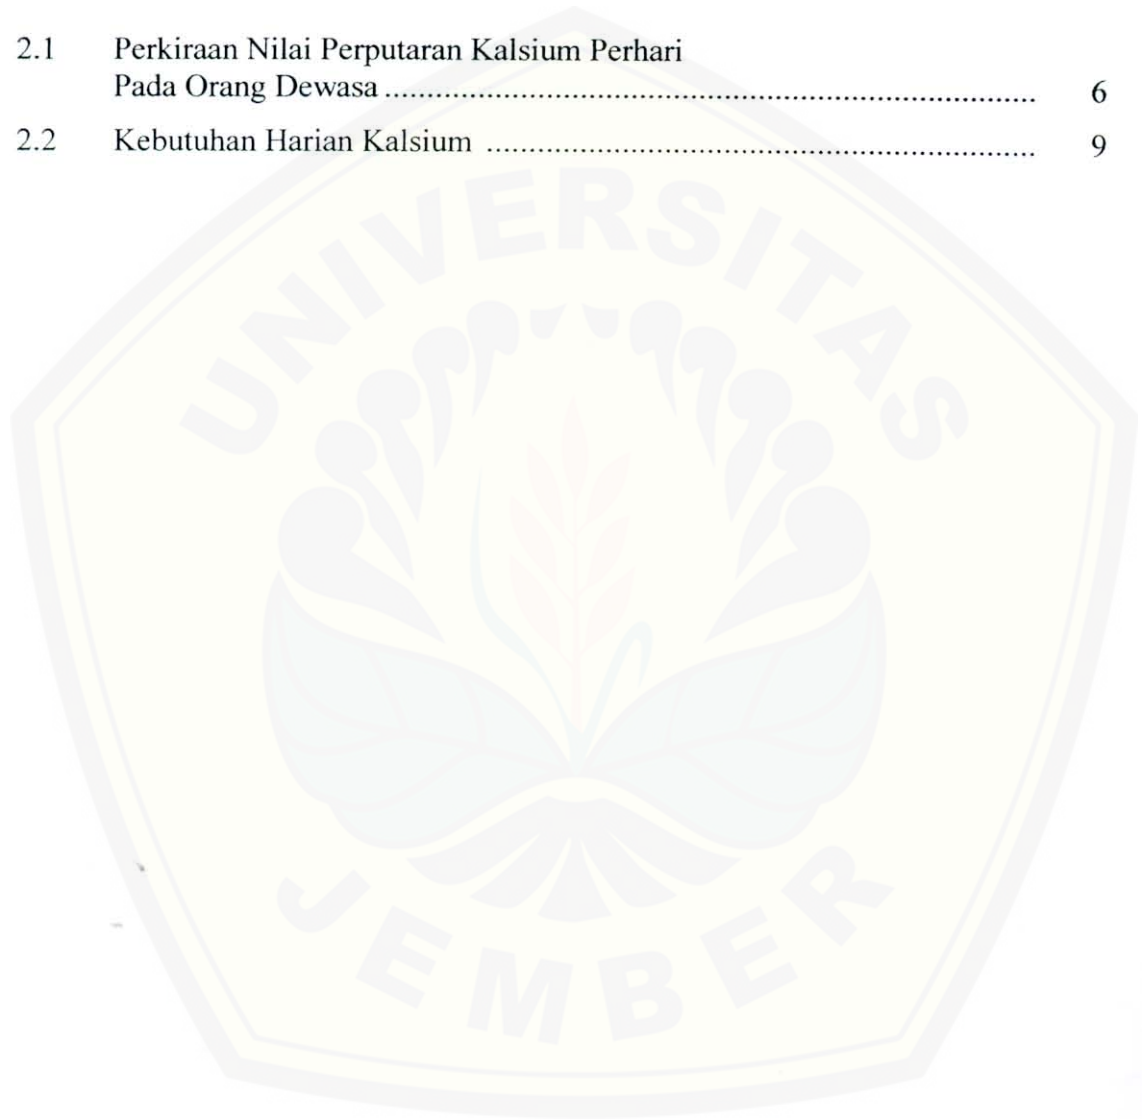 2.1 Perkiraan Nilai Perputaran Kalsium Perhari
Pada Orang Dewasa ........................................................................ 6
2.2 Kebutuhan Harian Kalsium ............................................................ 9
UNIVERSITAS
JEMBER